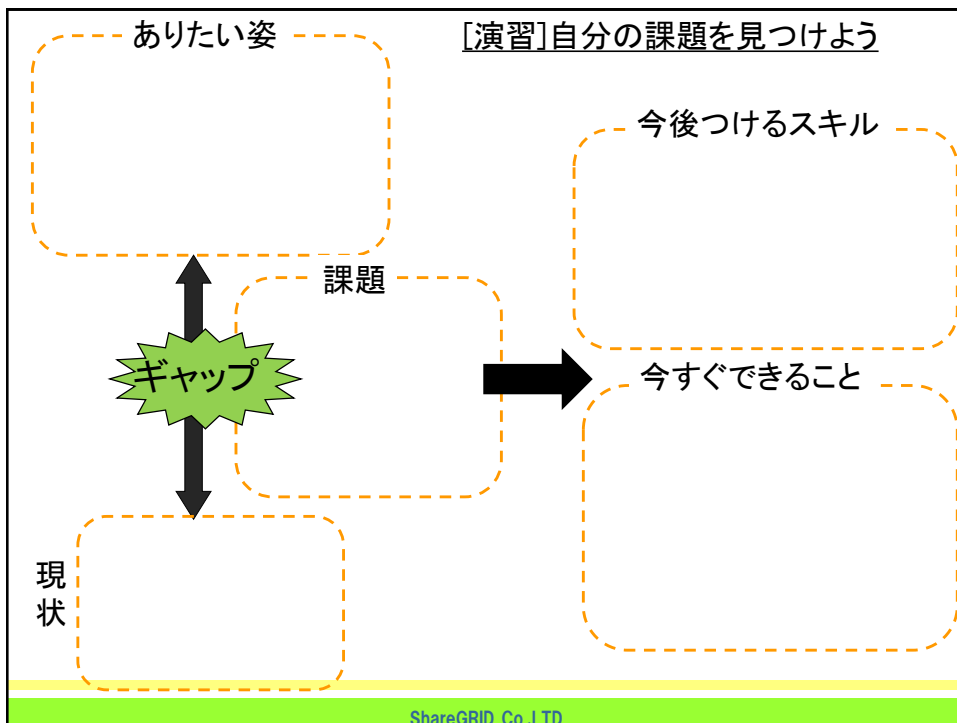 ありたい姿
[演習]自分の課題を見つけよう
今後つけるスキル
課題
ギャップ
今すぐできること
現状
ShareGRID Co.,LTD